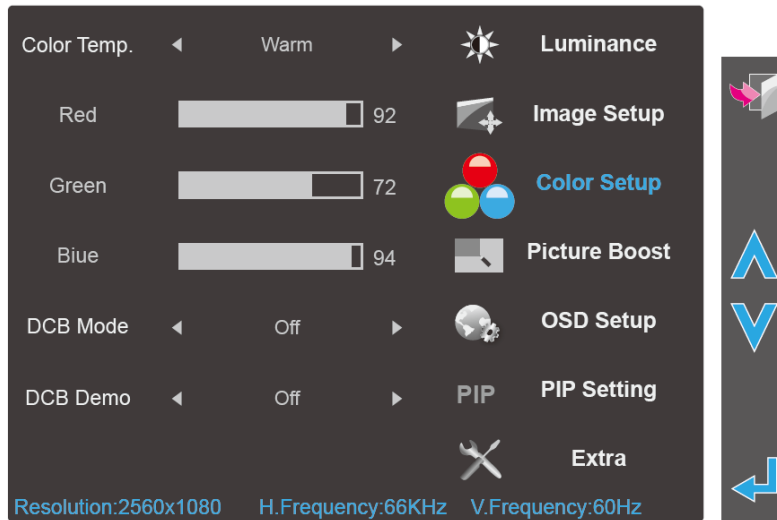 Color Temp. Warm Luminance
Red 92 Image Setup
Green 72 Color Setup
Biue 94 Picture Boost
DCB Mode Off OSD Setup
DCB Demo Off PIP PIP Setting
Extra
Resolution:2560x1080 H.Frequency:66KHz V.Frequency:60Hz